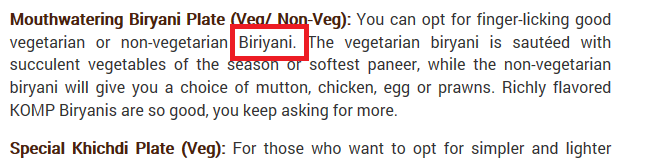 Mouthwatering Biryani Plate (Veg/ Non-Veg): You can opt for finger-licking good
vegetarian or non-vegetarian Biriyani. The vegetarian biryani is sautéed with
succulent vegetables of the season or softest paneer, while the non-vegetarian
biryani will give you a choice of mutton, chicken, egg or prawns. Richly flavored
KOMP Biryanis are so good, you keep asking for more.
Special Khichdi Plate (Veg): For those who want to opt for simpler and lighter